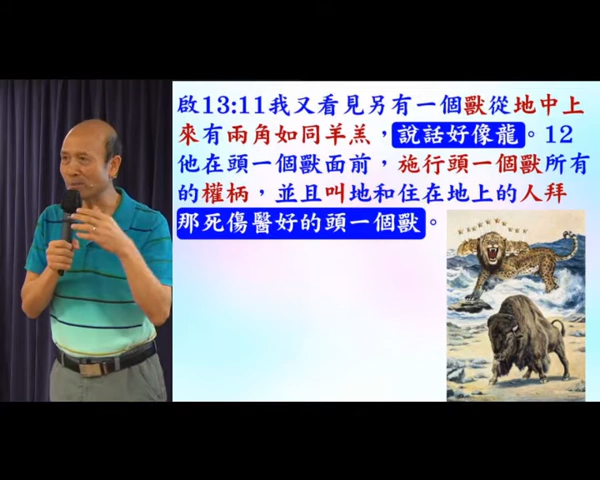 啟13:11我又看見另有一個獸從地中上
來有兩角如同羊羔，說話好像龍。12
他在頭一個獸面前，施行頭一個獸所有
的權柄，並且叫地和住在地上的人拜
那死傷醫好的頭一個獸。